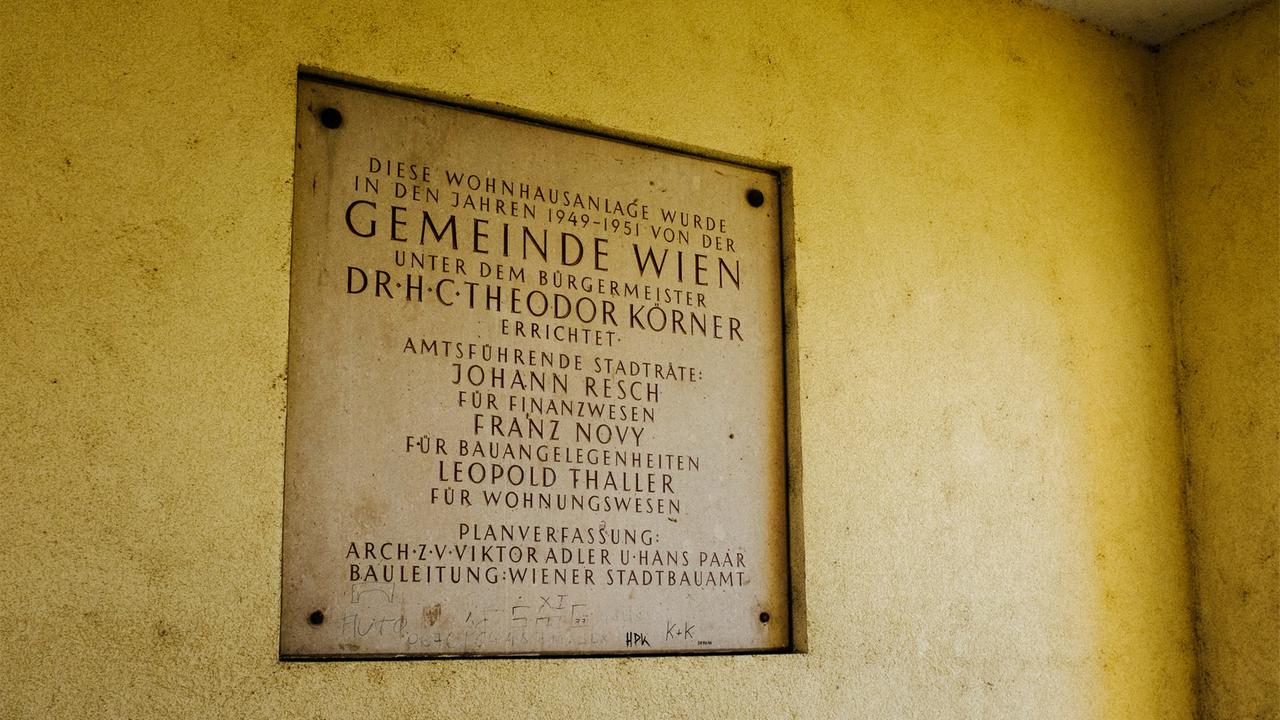 DIESE WOHNHAUSANLAGE WURDE
IN DEN JAHREN 1949-1951 VON DER
GEMEINDE WIEN
UNTER DEM BÜRGERMEISTER
DR·H·C·THEODOR KÖRNER
ERRICHTET·
AMTSFÜHRENDE STADTRÄTE:
JOHANN RESCH
FÜR FINANZWESEN
FRANZ NOVY
FÜR BAUANGELEGENHEITEN
LEOPOLD THALLER
FÜR WOHNUNGSWESEN
PLANVERFASSUNG:
ARCH·Z·V·VIKTOR ADLER U·HANS PAAR
BAULEITUNG:WIENER STADTBAUAMT
XI
HPK K+K